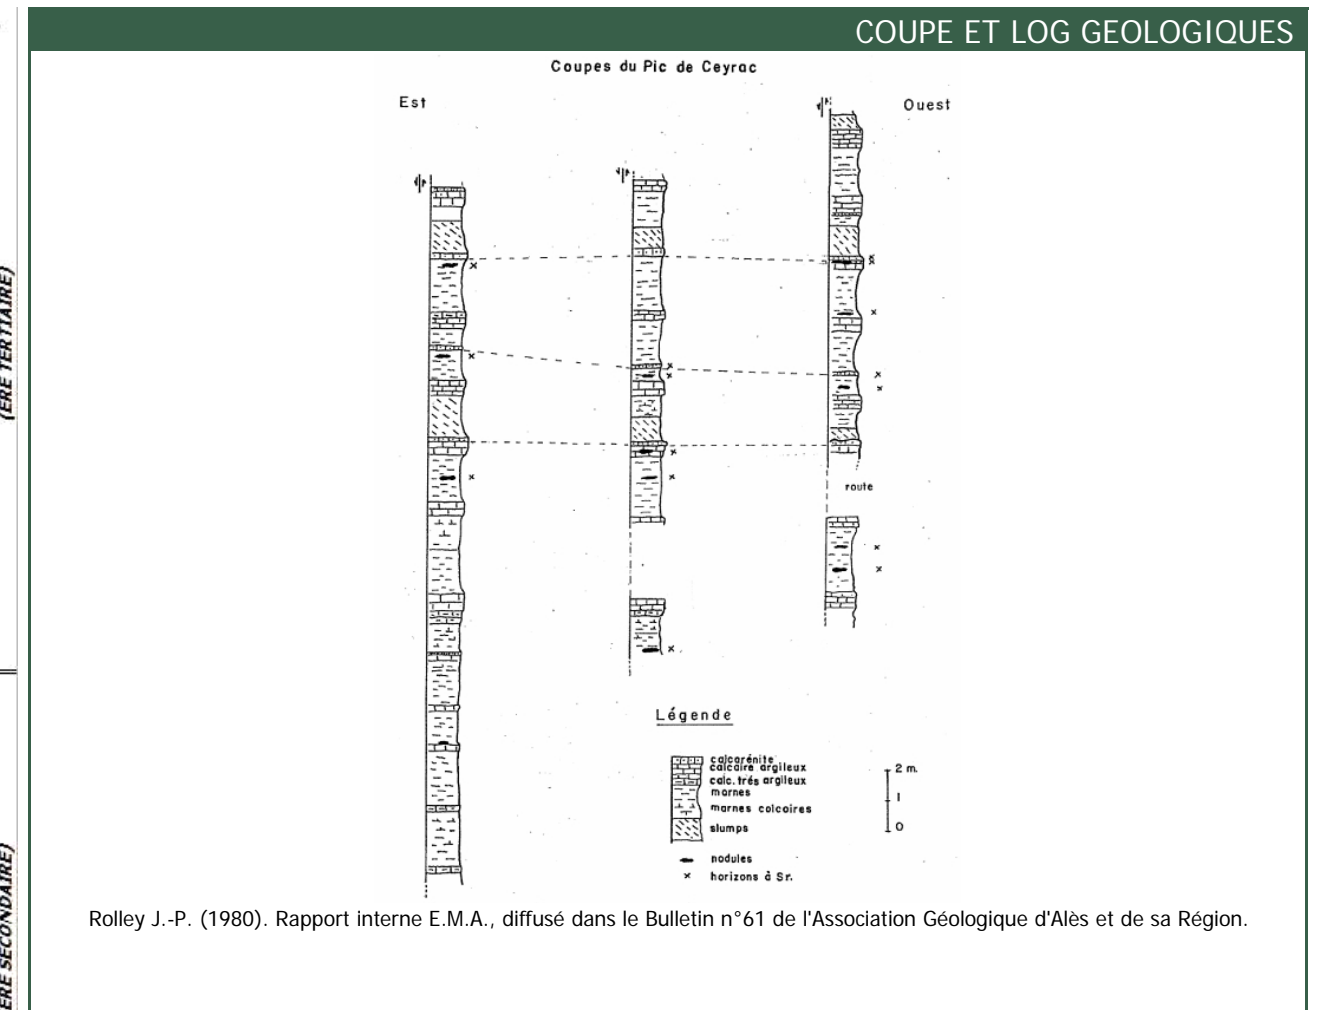 COUPE ET LOG GEOLOGIQUES
Coupes du Pic de Ceyrac
Est
Ouest
route
Légende
calcarénite
calcaire argileux
calc. trés argileux
marnes
marnes calcaires
slumps
nodules
horizons à Sr.
2 m.
1
0
Rolley J.-P. (1980). Rapport interne E.M.A., diffusé dans le Bulletin n°61 de l'Association Géologique d'Alès et de sa Région.
(ERE TERTIAIRE)
ERE SECONDAIRE)